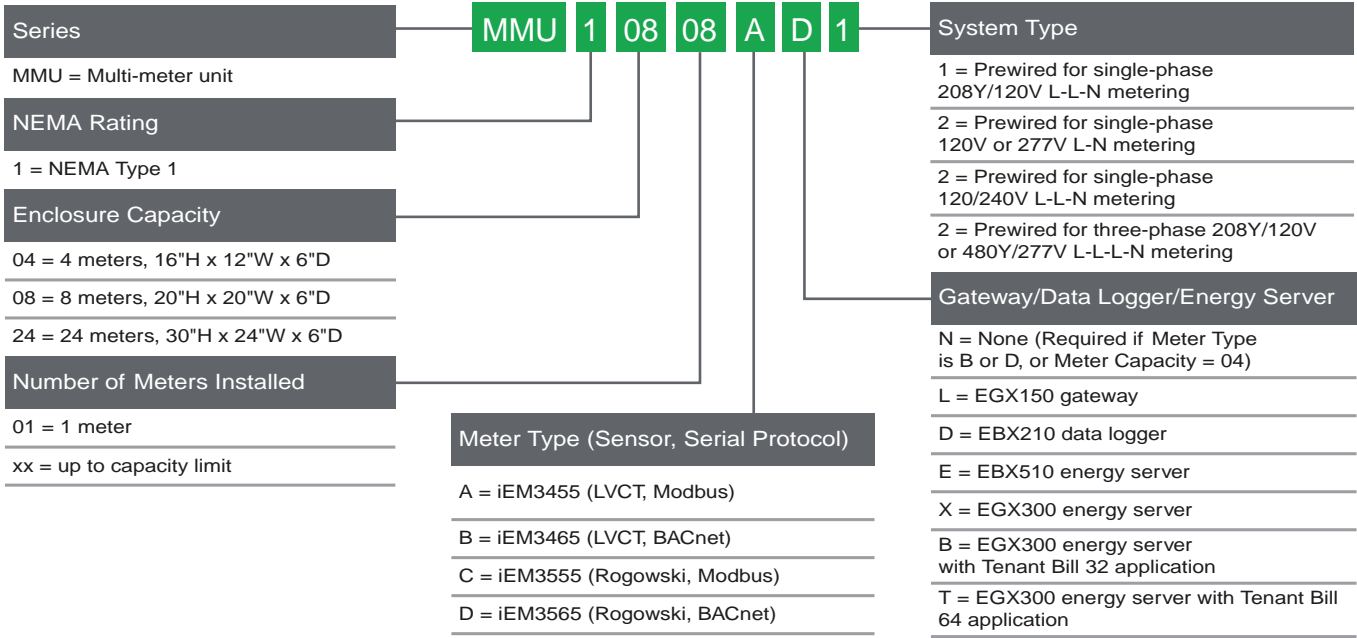 MMU 1 08 08 A D 1
Series
MMU = Multi-meter unit
NEMA Rating
1 = NEMA Type 1
Enclosure Capacity
04 = 4 meters, 16"H x 12"W x 6"D
08 = 8 meters, 20"H x 20"W x 6"D
24 = 24 meters, 30"H x 24"W x 6"D
Number of Meters Installed
01 = 1 meter
xx = up to capacity limit
Meter Type (Sensor, Serial Protocol)
A = iEM3455 (LVCT, Modbus)
B = iEM3465 (LVCT, BACnet)
C = iEM3555 (Rogowski, Modbus)
D = iEM3565 (Rogowski, BACnet)
System Type
1 = Prewired for single-phase
208Y/120V L-L-N metering
2 = Prewired for single-phase
120V or 277V L-N metering
2 = Prewired for single-phase
120/240V L-L-N metering
2 = Prewired for three-phase 208Y/120V
or 480Y/277V L-L-L-N metering
Gateway/Data Logger/Energy Server
N = None (Required if Meter Type
is B or D, or Meter Capacity = 04)
L = EGX150 gateway
D = EBX210 data logger
E = EBX510 energy server
X = EGX300 energy server
B = EGX300 energy server
with Tenant Bill 32 application
T = EGX300 energy server with Tenant Bill
64 application